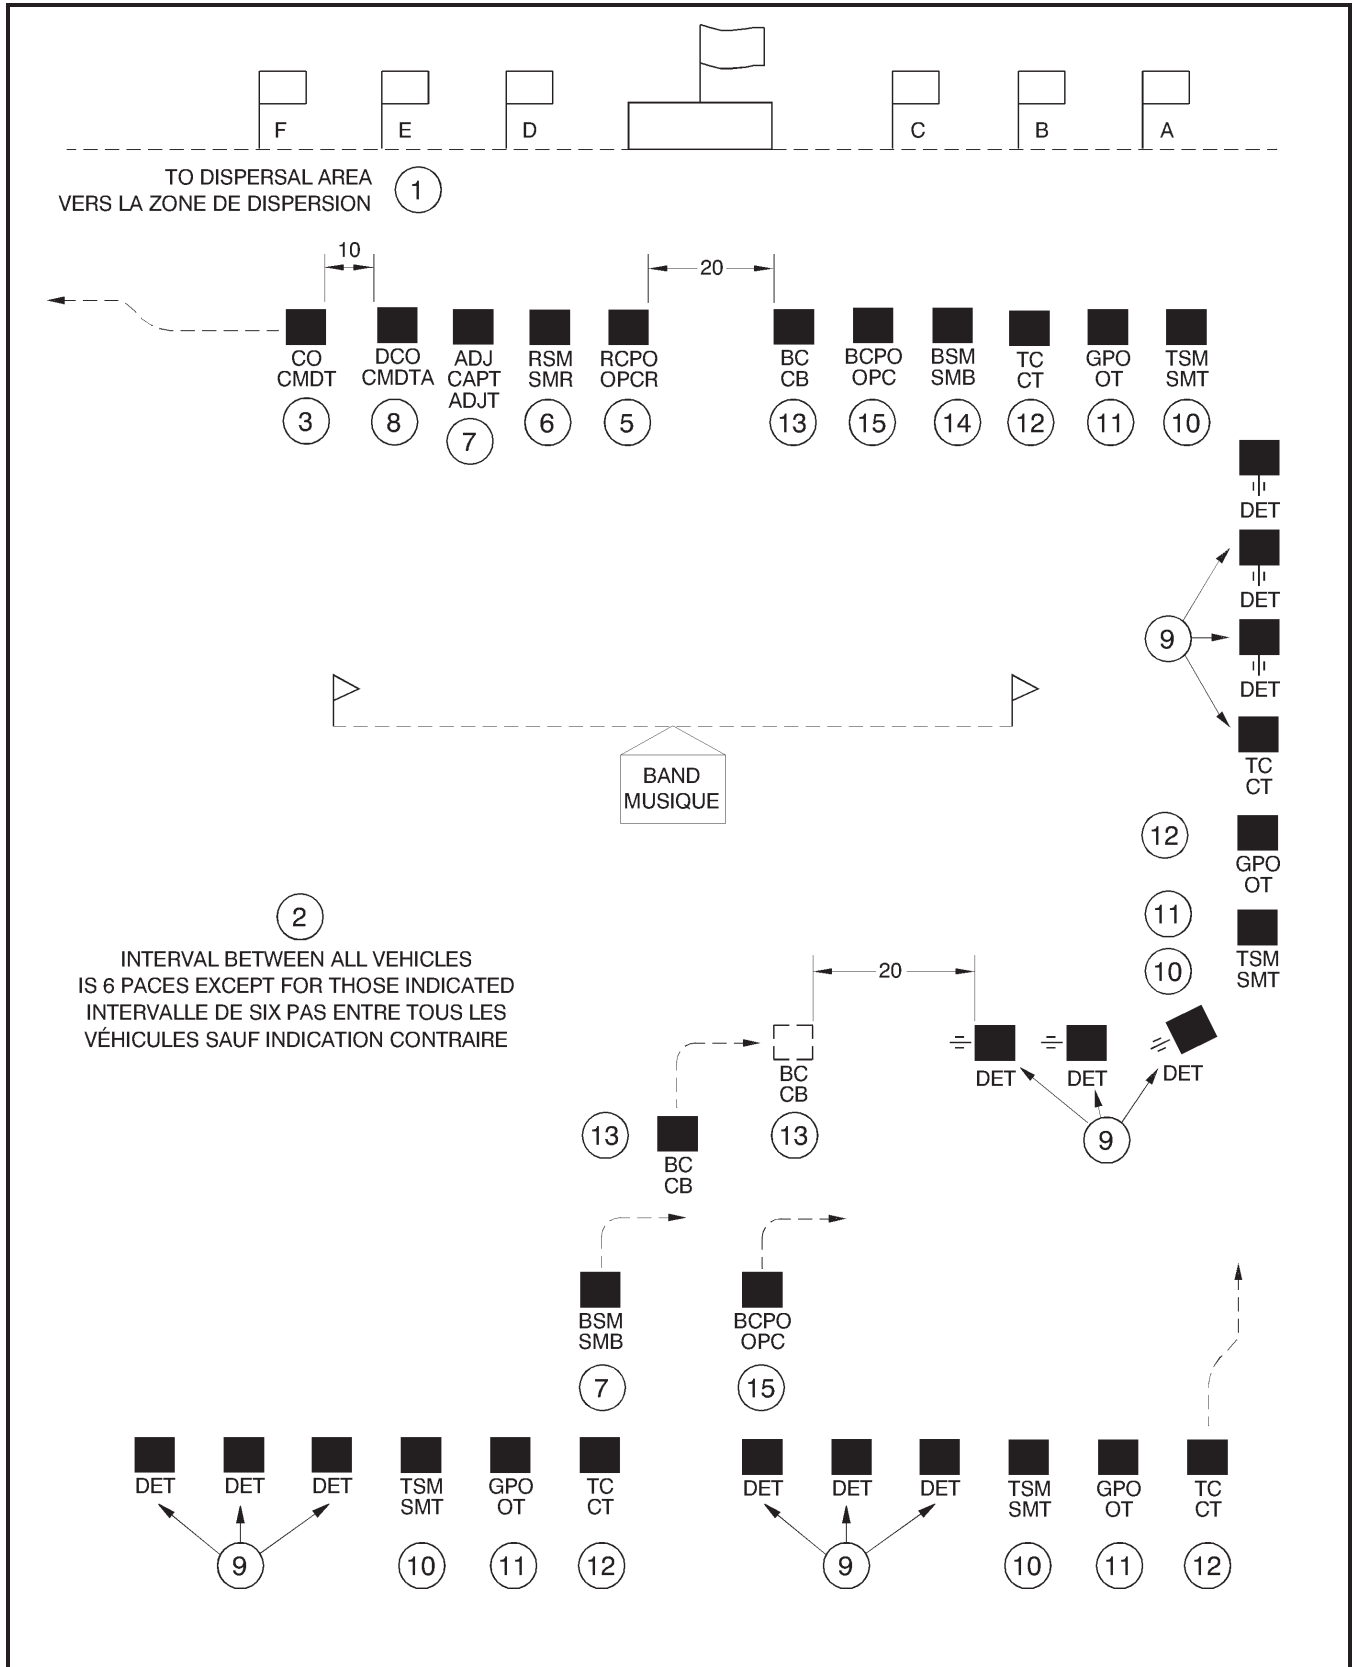 F E D C B A
TO DISPERSAL AREA
VERS LA ZONE DE DISPERSION
1
10
20
CO
CMDT
3
DCO
CMDTA
8
ADJ
CAPT
ADJT
7
RSM
SMR
6
RCPO
OPCR
5
BC
CB
13
BCPO
OPC
15
BSM
SMB
14
TC
CT
12
GPO
OT
11
TSM
SMT
10
DET
DET
9
DET
TC
CT
BAND
MUSIQUE
12
GPO
OT
11
10
TSM
SMT
2
INTERVAL BETWEEN ALL VEHICLES
IS 6 PACES EXCEPT FOR THOSE INDICATED
INTERVALLE DE SIX PAS ENTRE TOUS LES
VÉHICULES SAUF INDICATION CONTRAIRE
20
BC
CB
13
DET
DET
DET
9
13
BC
CB
BSM
SMB
7
BCPO
OPC
15
DET
DET
DET
9
TSM
SMT
10
GPO
OT
11
TC
CT
12
DET
DET
DET
9
TSM
SMT
10
GPO
OT
11
TC
CT
12